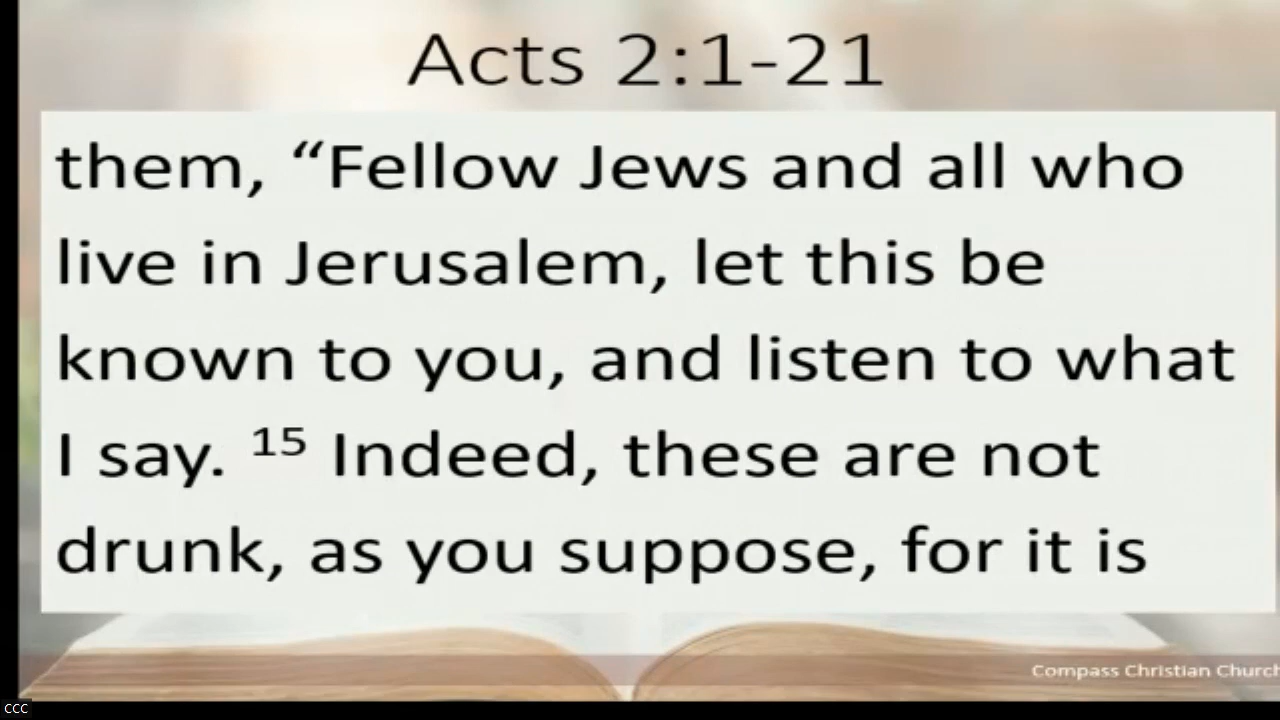 Acts 2:1-21
them, “Fellow Jews and all who
live in Jerusalem, let this be
known to you, and listen to what
I say. 15 Indeed, these are not
drunk, as you suppose, for it is
Compass Christian Church
CCC